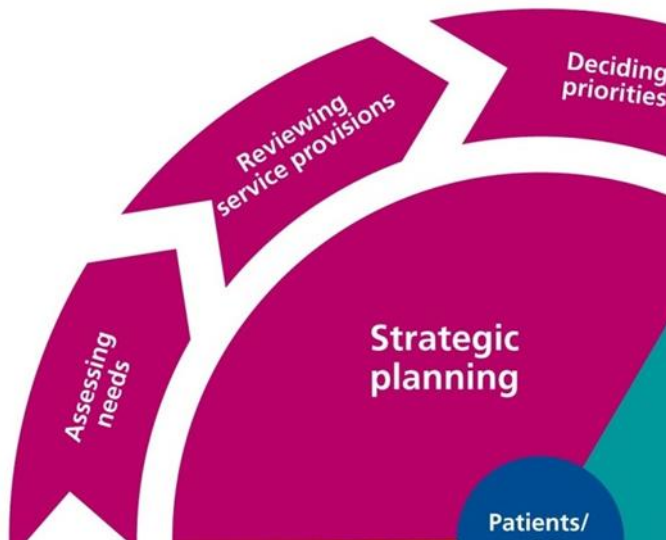 Deciding
priorities
Reviewing
service provisions
Assessing
needs
Strategic
planning
Patients/